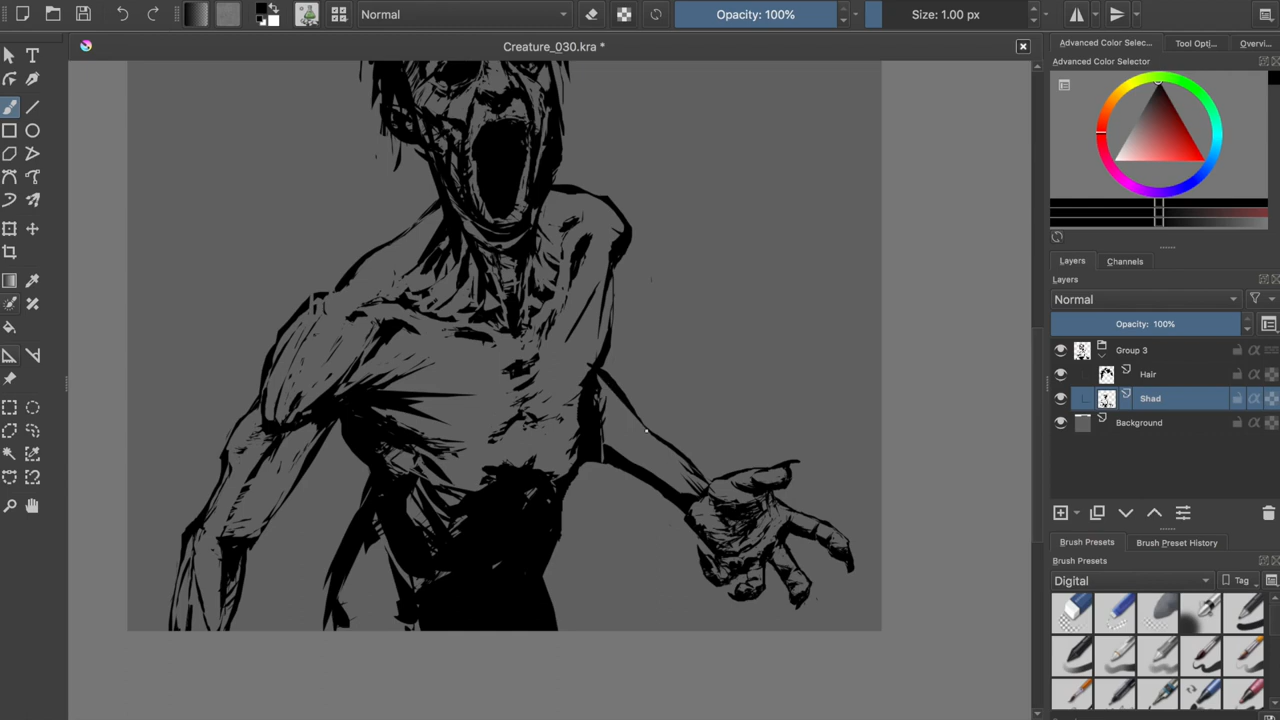 Normal
Opacity: 100%
Size: 1.00 px
Creature_030.kra *
Advanced Color Selec...
Tool Opti...
Overvi...
Advanced Color Selector
Layers
Channels
Layers
Normal
Opacity: 100%
Group 3
Hair
Shad
Background
Brush Presets
Brush Preset History
Brush Presets
Digital
Tag